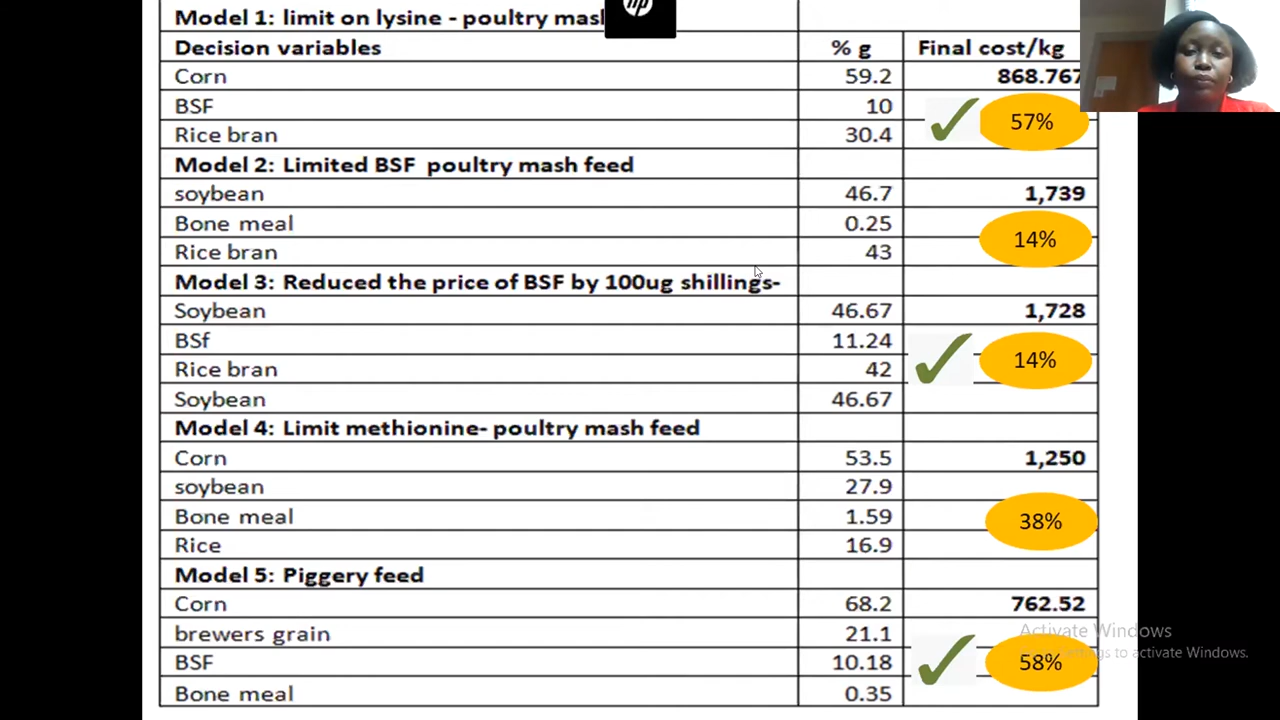 Model 1: limit on lysine - poultry mash
Decision variables % g Final cost/kg
Corn 59.2 868.767
BSF 10
57%
Rice bran 30.4
Model 2: Limited BSF poultry mash feed
soybean 46.7 1,739
Bone meal 0.25
14%
Rice bran 43
Model 3: Reduced the price of BSF by 100ug shillings-
Soybean 46.67 1,728
BSf 11.24
14%
Rice bran 42
Soybean 46.67
Model 4: Limit methionine- poultry mash feed
Corn 53.5 1,250
soybean 27.9
Bone meal 1.59
38%
Rice 16.9
Model 5: Piggery feed
Corn 68.2 762.52
brewers grain 21.1
Activate Windows
to activate Windows.
BSF 10.18 58%
Bone meal 0.35
hp